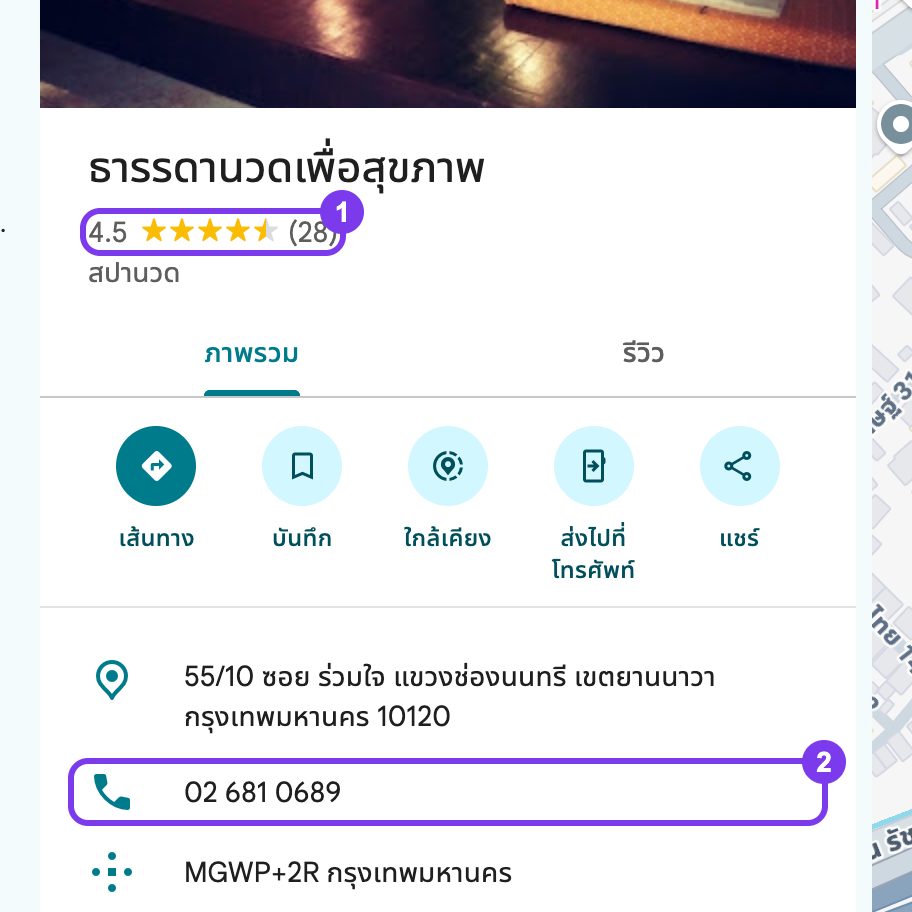 ธารรดานวดเพื่อสุขภาพ
1
4.5 (28)
สปานวด
ภาพรวม
รีวิว
เส้นทาง
บันทึก
ใกล้เคียง
ส่งไปที่
โทรศัพท์
แชร์
55/10 ซอย ร่วมใจ แขวงช่องนนทรี เขตยานนาวา
กรุงเทพมหานคร 10120
2
02 681 0689
MGWP+2R กรุงเทพมหานคร